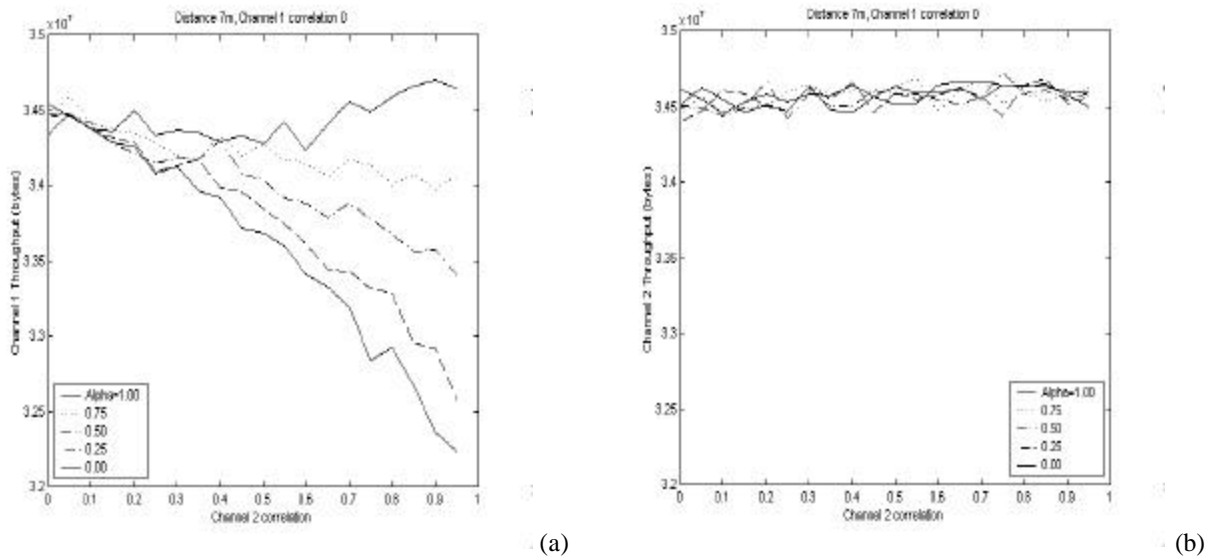 Distance 7m, Channel 1 correlation 0
3.5
3.45
3.4
3.35
3.3
3.25
3.2
Channel 1 Throughput (bytes)
Alpha=1.00
0.75
0.50
0.25
0.00
0 0.1 0.2 0.3 0.4 0.5 0.6 0.7 0.8 0.9 1
Channel 2 correlation
(a)
Distance 7m, Channel 1 correlation 0
3.5
3.45
3.4
3.35
3.3
3.25
3.2
Channel 2 Throughput (bytes)
Alpha=1.00
0.75
0.50
0.25
0.00
0 0.1 0.2 0.3 0.4 0.5 0.6 0.7 0.8 0.9 1
Channel 2 correlation
(b)